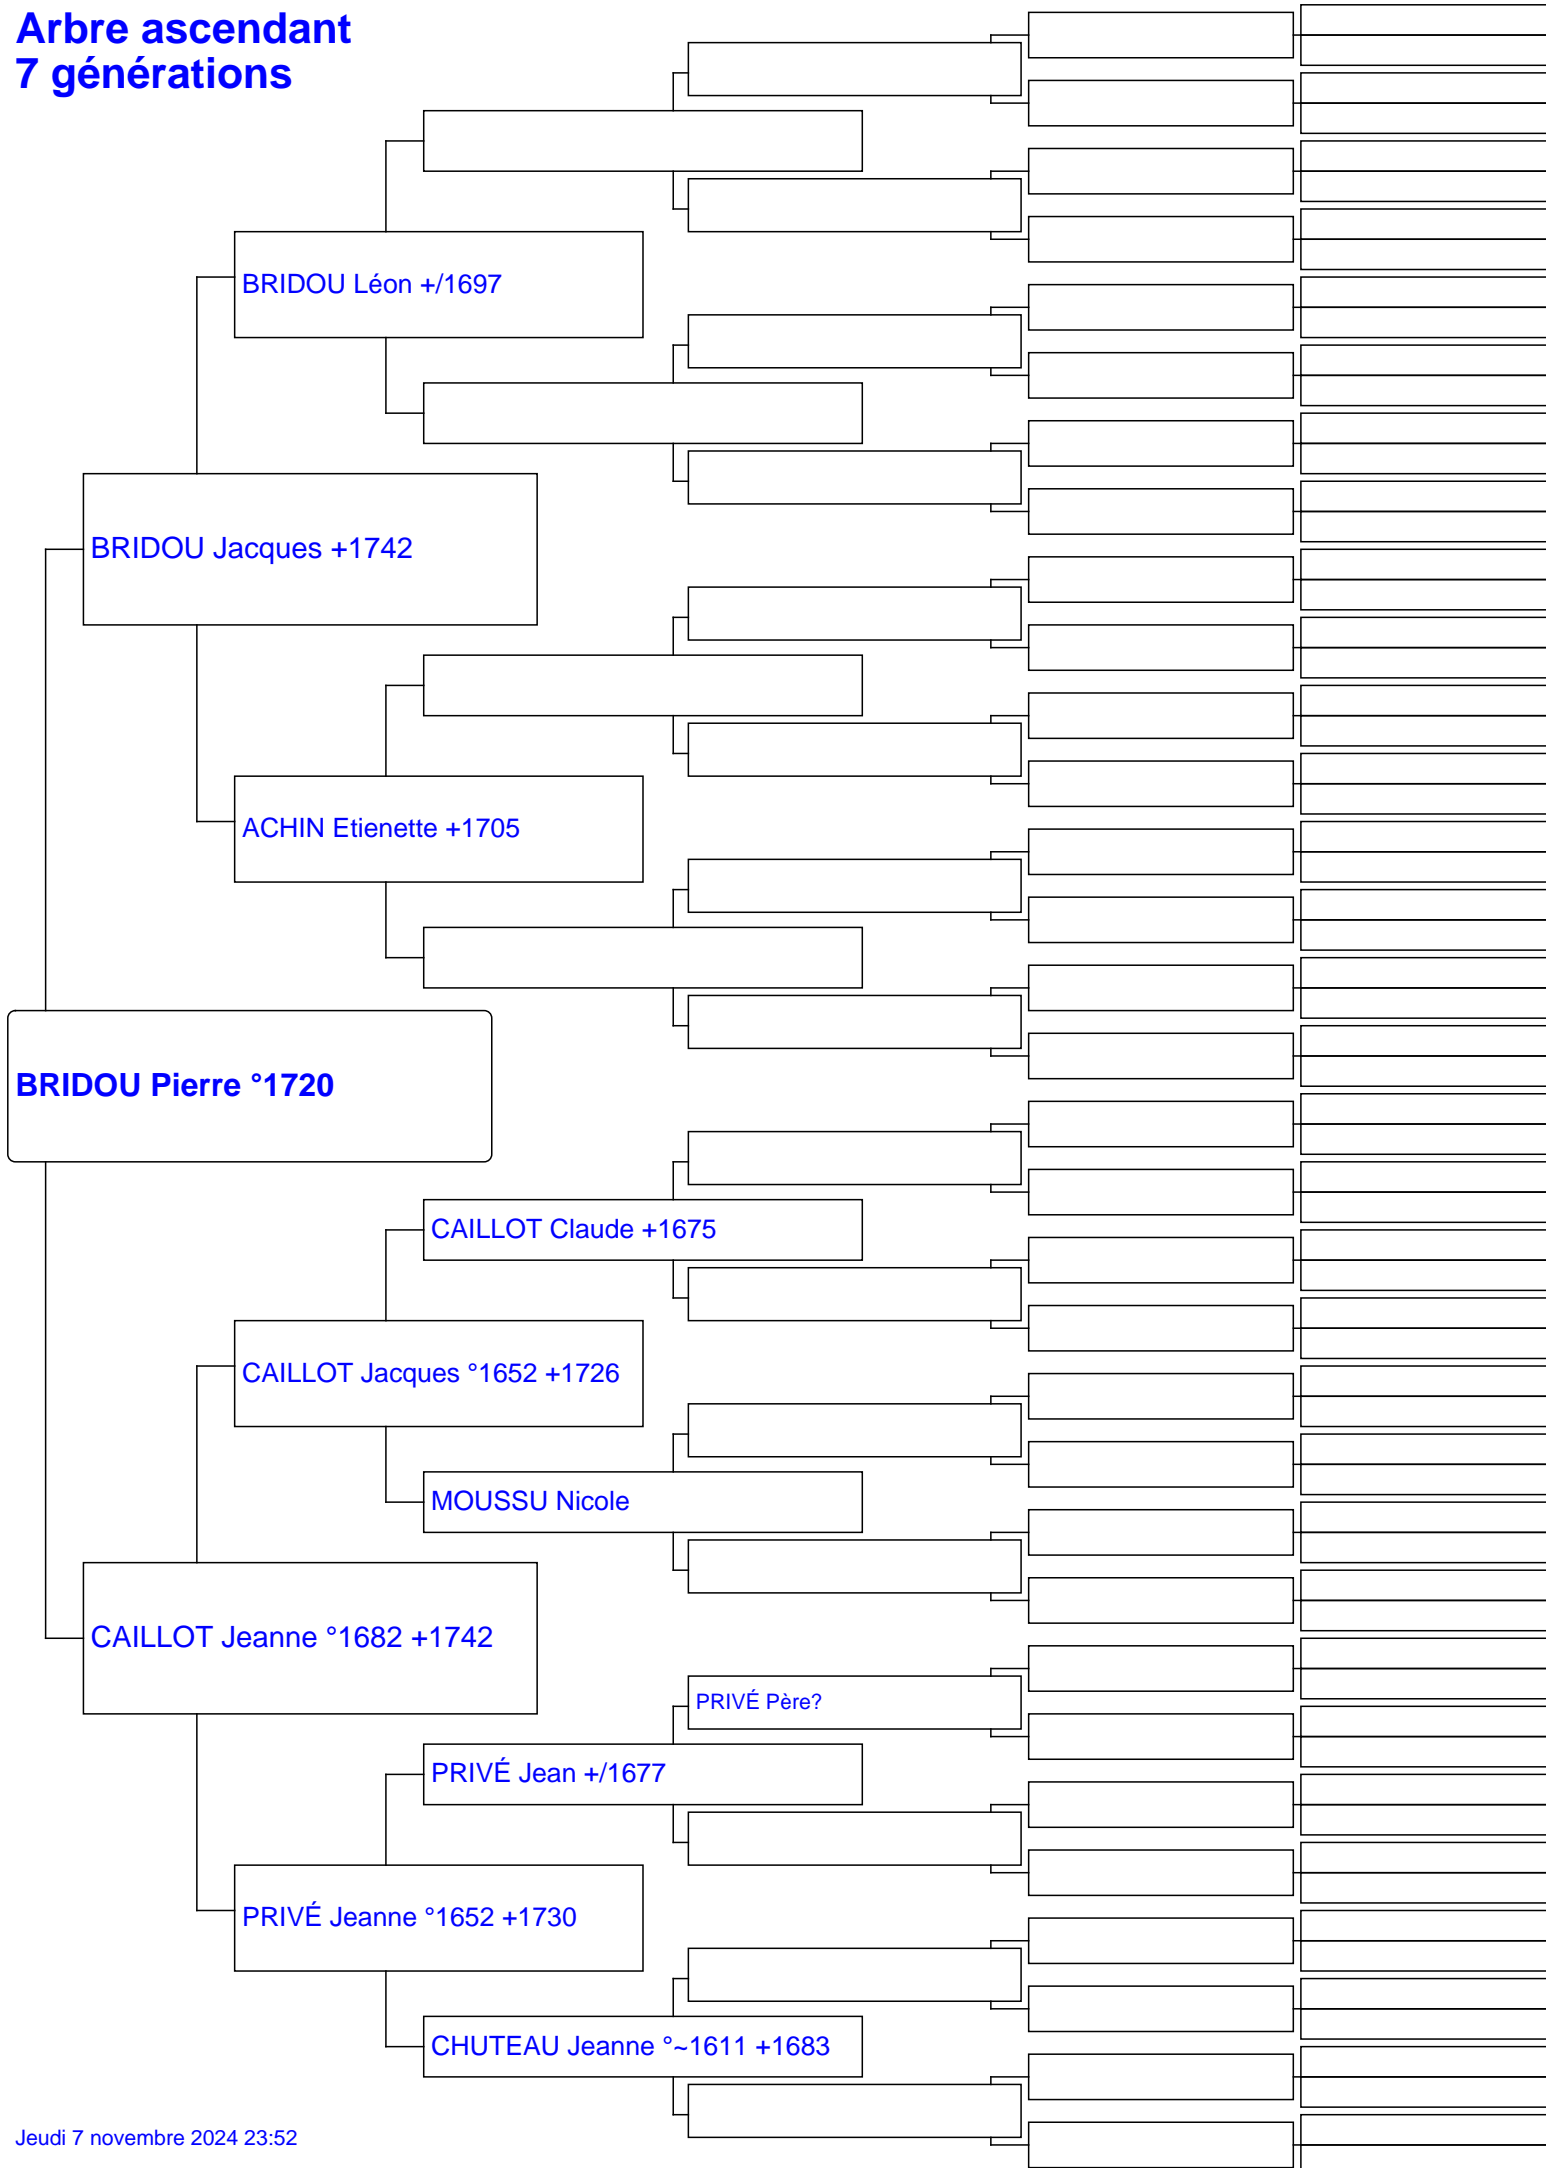 Arbre ascendant
7 générations
BRIDOU Léon +/1697
BRIDOU Jacques +1742
ACHIN Etienette +1705
BRIDOU Pierre °1720
CAILLOT Claude +1675
CAILLOT Jacques °1652 +1726
MOUSSU Nicole
CAILLOT Jeanne °1682 +1742
PRIVÉ Père?
PRIVÉ Jean +/1677
PRIVÉ Jeanne °1652 +1730
CHUTEAU Jeanne °~1611 +1683
Jeudi 7 novembre 2024 23:52